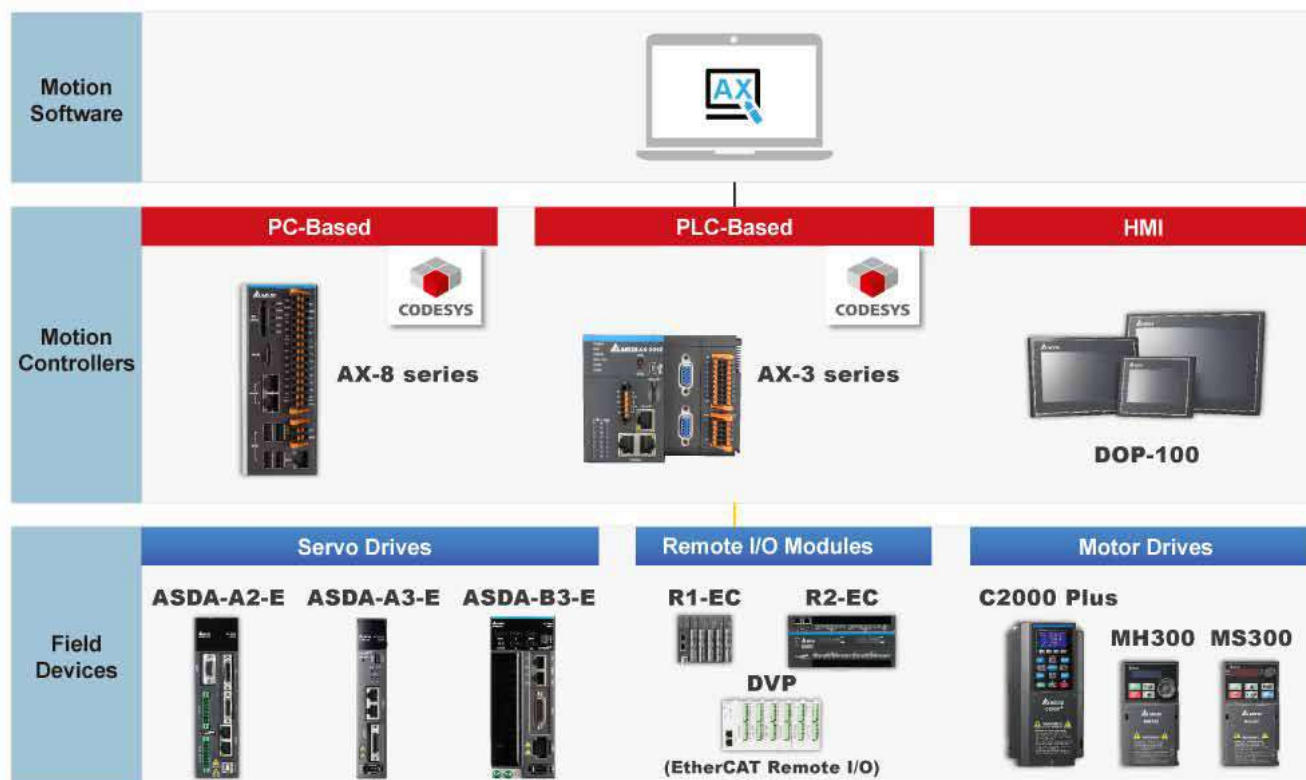 Motion
Software
AX
PC-Based
PLC-Based
HMI
CODESYS
CODESYS
Motion
Controllers
AX-8 series
AX-3 series
DOP-100
Servo Drives
Remote I/O Modules
Motor Drives
ASDA-A2-E
ASDA-A3-E
ASDA-B3-E
R1-EC
R2-EC
C2000 Plus
MH300
MS300
Field
Devices
DVP
(EtherCAT Remote I/O)